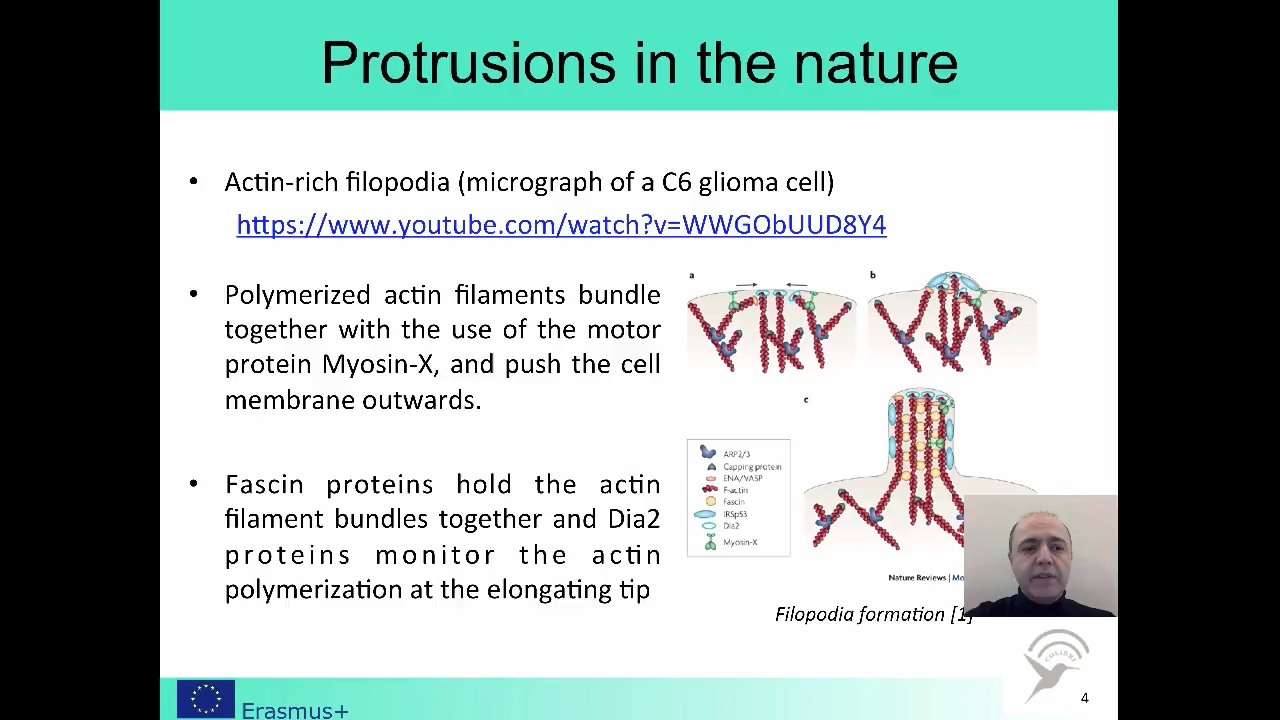 Protrusions in the nature
• Actin-rich filopodia (micrograph of a C6 glioma cell)
https://www.youtube.com/watch?v=WWGObUUD8Y4
• Polymerized actin filaments bundle
together with the use of the motor
protein Myosin-X, and push the cell
membrane outwards.
• Fascin proteins hold the actin
filament bundles together and Dia2
proteins monitor the actin
polymerization at the elongating tip
a
b
c
ARP2/3
Capping protein
ENA/VASP
F-actin
Fascin
IRSp53
Dia2
Myosin-X
Nature Reviews |
Filopodia formation [1]
COLIBRI
Erasmus+
4